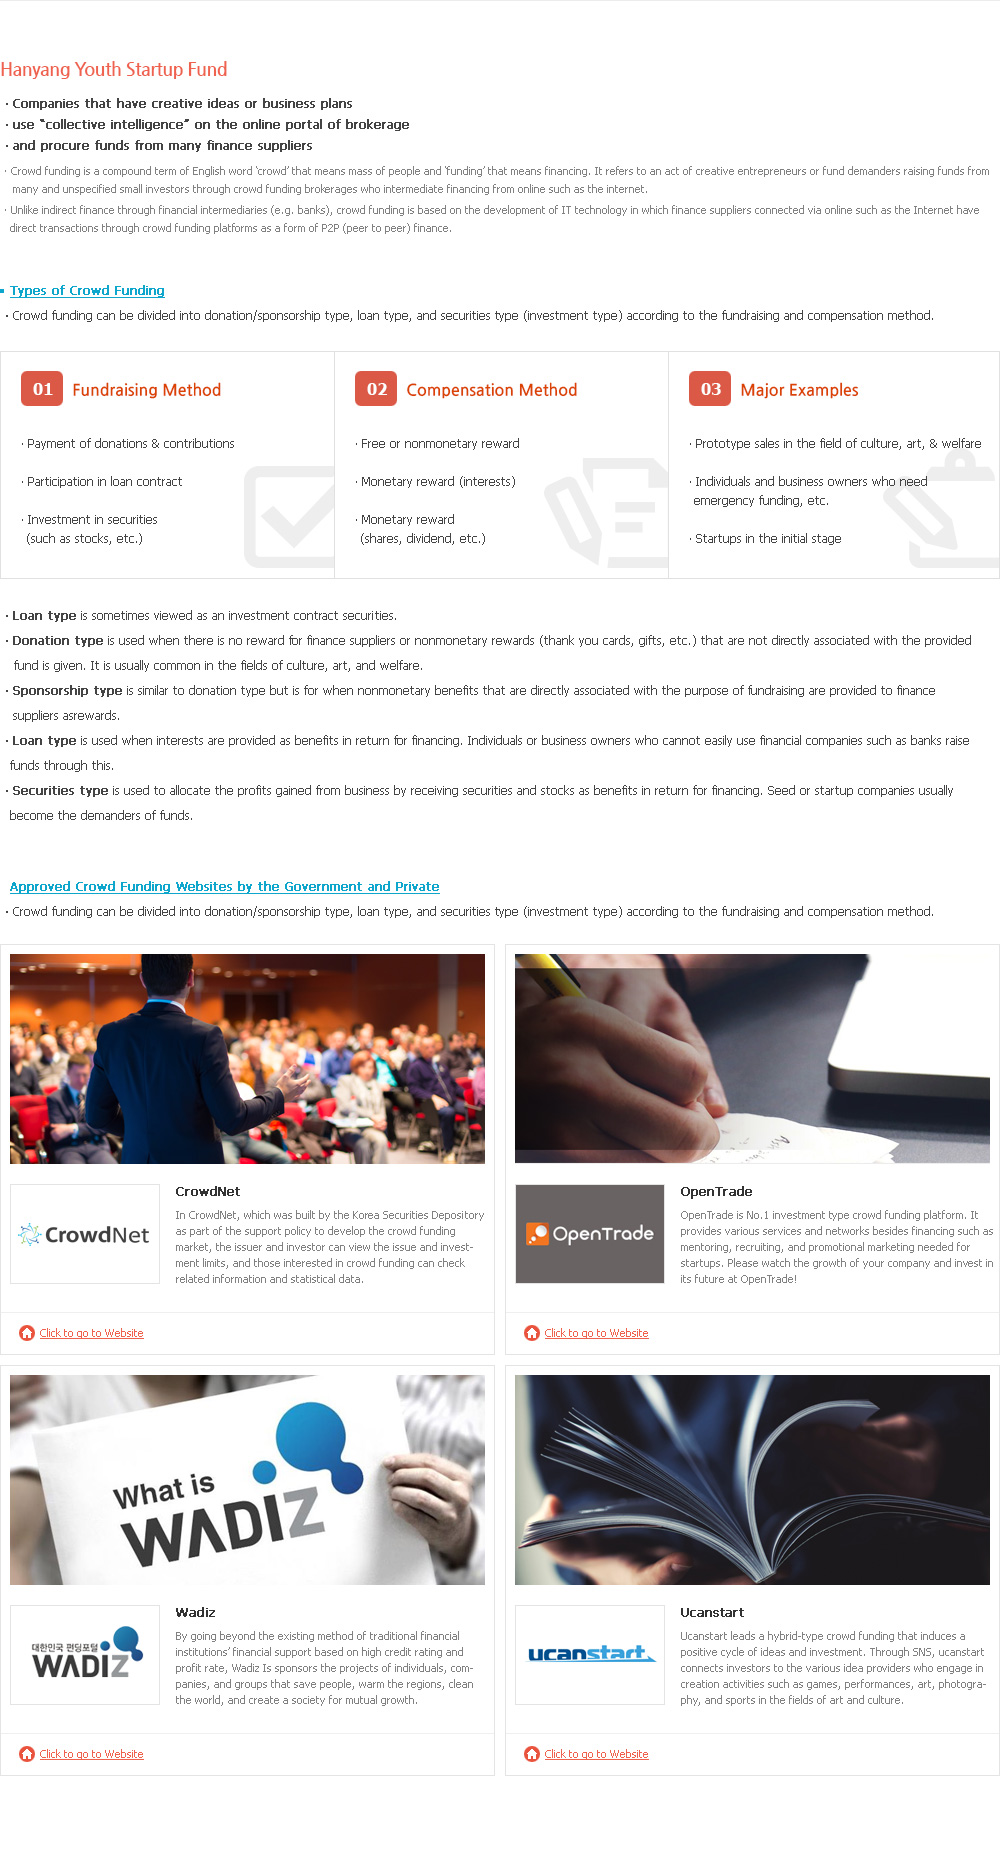 Hanyang Youth Startup Fund
· Companies that have creative ideas or business plans
· use “collective intelligence” on the online portal of brokerage
· and procure funds from many finance suppliers
· Crowd funding is a compound term of English word ‘crowd’ that means mass of people and ‘funding’ that means financing. It refers to an act of creative entrepreneurs or fund demanders raising funds from
many and unspecified small investors through crowd funding brokerages who intermediate financing from online such as the internet.
· Unlike indirect finance through financial intermediaries (e.g. banks), crowd funding is based on the development of IT technology in which finance suppliers connected via online such as the Internet have
direct transactions through crowd funding platforms as a form of P2P (peer to peer) finance.
Types of Crowd Funding
· Crowd funding can be divided into donation/sponsorship type, loan type, and securities type (investment type) according to the fundraising and compensation method.
01 Fundraising Method
· Payment of donations & contributions
· Participation in loan contract
· Investment in securities
(such as stocks, etc.)
02 Compensation Method
· Free or nonmonetary reward
· Monetary reward (interests)
· Monetary reward
(shares, dividend, etc.)
03 Major Examples
· Prototype sales in the field of culture, art, & welfare
· Individuals and business owners who need
emergency funding, etc.
· Startups in the initial stage
· Loan type is sometimes viewed as an investment contract securities.
· Donation type is used when there is no reward for finance suppliers or nonmonetary rewards (thank you cards, gifts, etc.) that are not directly associated with the provided
fund is given. It is usually common in the fields of culture, art, and welfare.
· Sponsorship type is similar to donation type but is for when nonmonetary benefits that are directly associated with the purpose of fundraising are provided to finance
suppliers asrewards.
· Loan type is used when interests are provided as benefits in return for financing. Individuals or business owners who cannot easily use financial companies such as banks raise
funds through this.
· Securities type is used to allocate the profits gained from business by receiving securities and stocks as benefits in return for financing. Seed or startup companies usually
become the demanders of funds.
Approved Crowd Funding Websites by the Government and Private
· Crowd funding can be divided into donation/sponsorship type, loan type, and securities type (investment type) according to the fundraising and compensation method.
CrowdNet
CrowdNet
In CrowdNet, which was built by the Korea Securities Depository
as part of the support policy to develop the crowd funding
market, the issuer and investor can view the issue and invest-
ment limits, and those interested in crowd funding can check
related information and statistical data.
Click to go to Website
OpenTrade
OpenTrade
OpenTrade is No.1 investment type crowd funding platform. It
provides various services and networks besides financing such as
mentoring, recruiting, and promotional marketing needed for
startups. Please watch the growth of your company and invest in
its future at OpenTrade!
Click to go to Website
What is
WADIZ
대한민국 펀딩포털
WADIZ
Wadiz
By going beyond the existing method of traditional financial
institutions’ financial support based on high credit rating and
profit rate, Wadiz Is sponsors the projects of individuals, com-
panies, and groups that save people, warm the regions, clean
the world, and create a society for mutual growth.
Click to go to Website
ucanstart
Ucanstart
Ucanstart leads a hybrid-type crowd funding that induces a
positive cycle of ideas and investment. Through SNS, ucanstart
connects investors to the various idea providers who engage in
creation activities such as games, performances, art, photogra-
phy, and sports in the fields of art and culture.
Click to go to Website